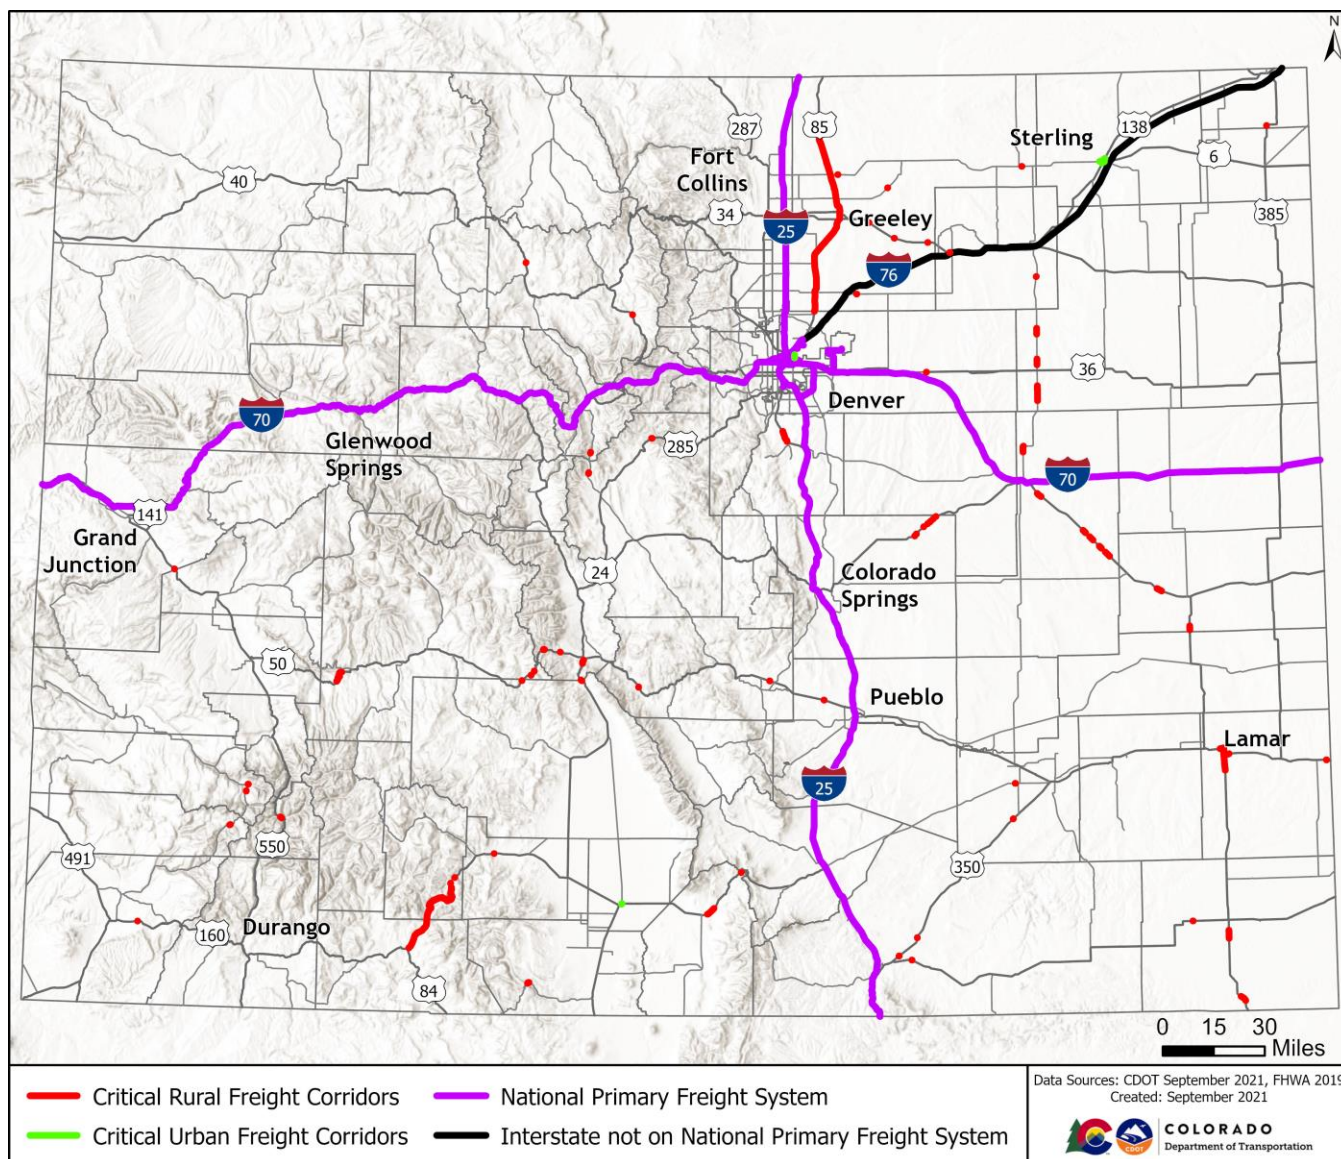 N
287
85
138
Sterling
6
Fort
Collins
40
34
385
25
Greeley
76
36
Denver
70
Glenwood
Springs
285
70
141
Grand
Junction
24
Colorado
Springs
50
Pueblo
Lamar
25
550
491
350
Durango
160
84
0 15 30
Miles
Critical Rural Freight Corridors
National Primary Freight System
Critical Urban Freight Corridors
Interstate not on National Primary Freight System
Data Sources: CDOT September 2021, FHWA 2019
Created: September 2021
CDOT
COLORADO
Department of Transportation